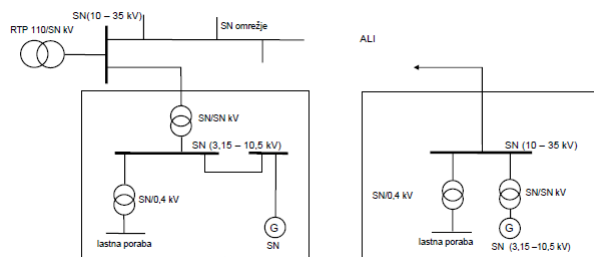 SN(10 – 35 kV)
RTP 110/SN kV
SN omrežje
ALI
SN/SN kV
SN (3,15 – 10,5 kV)
SN/0,4 kV
G
lastna poraba
SN
SN (10 – 35 kV)
SN/0,4 kV
SN/SN kV
G
lastna poraba
SN (3,15 –10,5 kV)